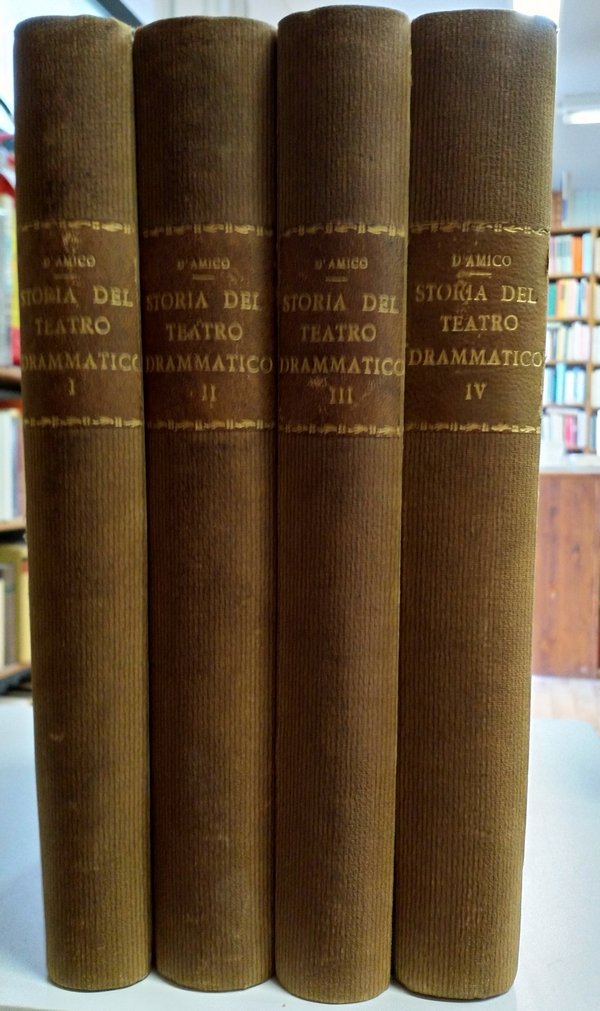 D'AMICO
STORIA DEL
TEATRO
DRAMMATICO
I
D'AMICO
STORIA DEL
TEATRO
DRAMMATICO
II
D'AMICO
STORIA DEL
TEATRO
DRAMMATICO
III
D'AMICO
STORIA DEL
TEATRO
DRAMMATICO
IV